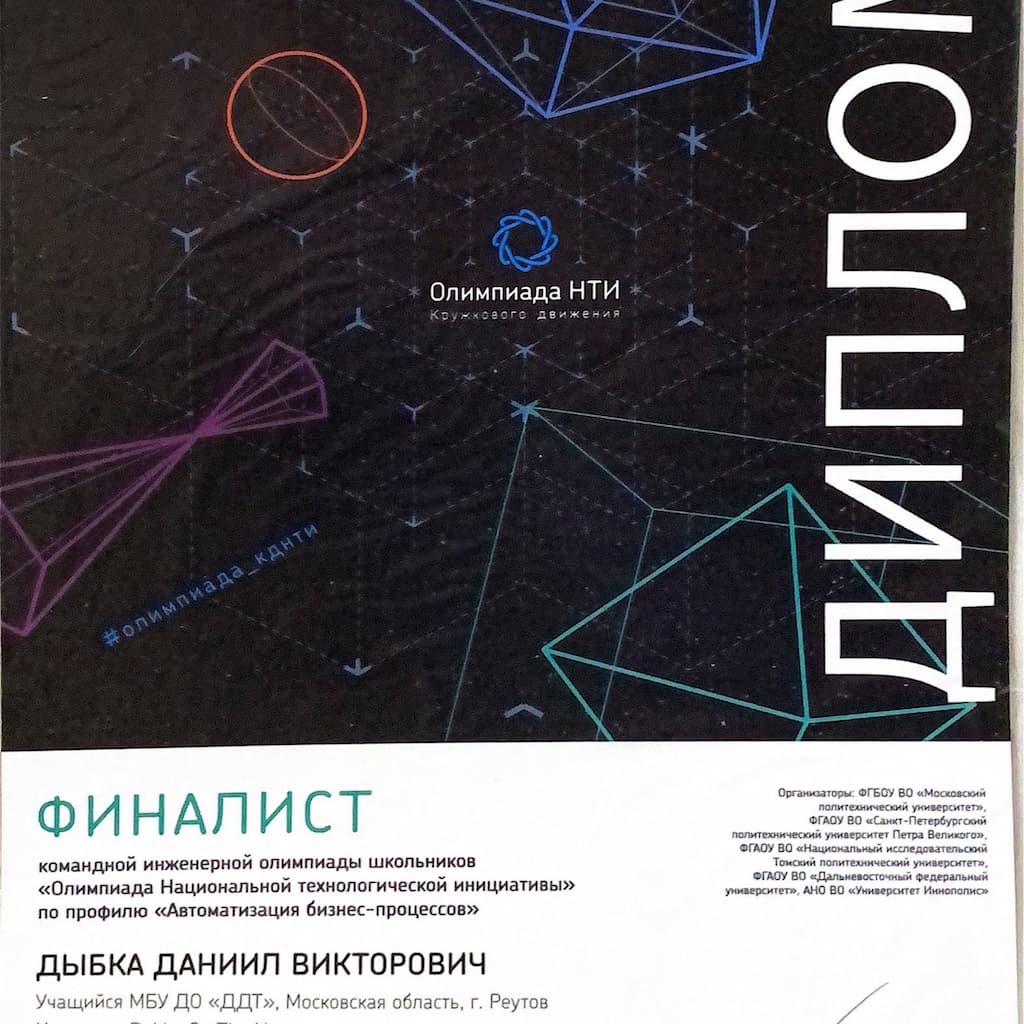 ДИПЛОМ
Олимпиада НТИ
Кружкового движения
#олимпиада_кднти
ФИНАЛИСТ
командной инженерной олимпиады школьников
«Олимпиада Национальной технологической инициативы»
по профилю «Автоматизация бизнес-процессов»
ДЫБКА ДАНИИЛ ВИКТОРОВИЧ
Учащийся МБУ ДО «ДДТ», Московская область, г. Реутов
Организаторы: ФГБОУ ВО «Московский
политехнический университет»,
ФГАОУ ВО «Санкт-Петербургский
политехнический университет Петра Великого»,
ФГАОУ ВО «Национальный исследовательский
Томский политехнический университет»,
ФГАОУ ВО «Дальневосточный федеральный
университет», АНО ВО «Университет Иннополис»